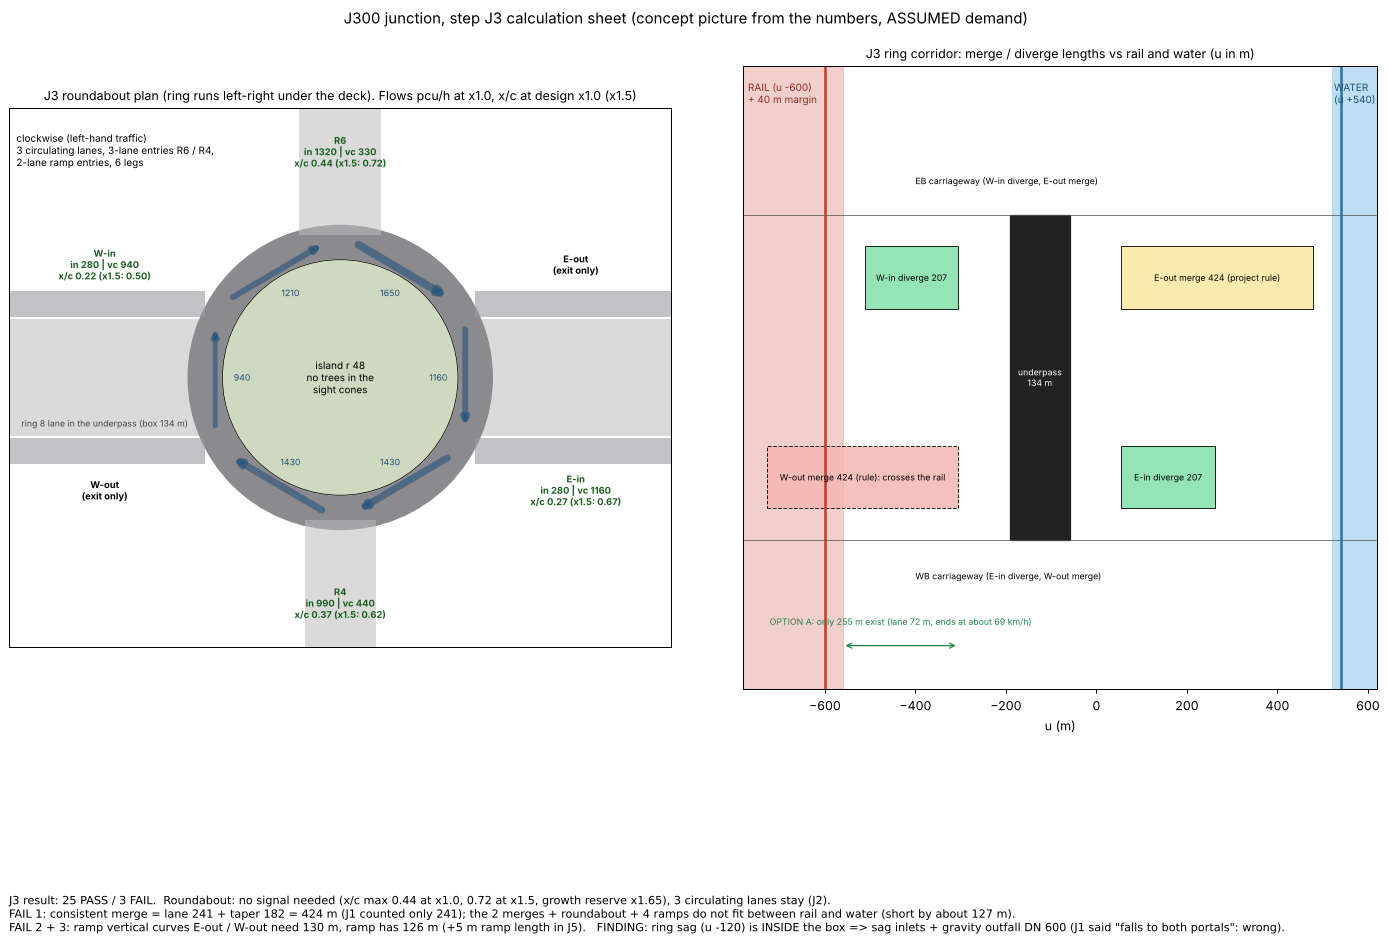 J300 junction, step J3 calculation sheet (concept picture from the numbers, ASSUMED demand)
J3 roundabout plan (ring runs left-right under the deck). Flows pcu/h at x1.0, x/c at design x1.0 (x1.5)
clockwise (left-hand traffic)
3 circulating lanes, 3-lane entries R6 / R4,
2-lane ramp entries, 6 legs
R6
in 1320 | vc 330
x/c 0.44 (x1.5: 0.72)
W-in
in 280 | vc 940
x/c 0.22 (x1.5: 0.50)
E-out
(exit only)
1210
1650
940
island r 48
no trees in the
sight cones
1160
ring 8 lane in the underpass (box 134 m)
1430
1430
W-out
(exit only)
E-in
in 280 | vc 1160
x/c 0.27 (x1.5: 0.67)
R4
in 990 | vc 440
x/c 0.37 (x1.5: 0.62)
J3 ring corridor: merge / diverge lengths vs rail and water (u in m)
RAIL (u -600)
+ 40 m margin
WATER
(u +540)
EB carriageway (W-in diverge, E-out merge)
W-in diverge 207
E-out merge 424 (project rule)
underpass
134 m
W-out merge 424 (rule): crosses the rail
E-in diverge 207
WB carriageway (E-in diverge, W-out merge)
OPTION A: only 255 m exist (lane 72 m, ends at about 69 km/h)
−600
−400
−200
0
200
400
600
u (m)
J3 result: 25 PASS / 3 FAIL.  Roundabout: no signal needed (x/c max 0.44 at x1.0, 0.72 at x1.5, growth reserve x1.65), 3 circulating lanes stay (J2).
FAIL 1: consistent merge = lane 241 + taper 182 = 424 m (J1 counted only 241); the 2 merges + roundabout + 4 ramps do not fit between rail and water (short by about 127 m).
FAIL 2 + 3: ramp vertical curves E-out / W-out need 130 m, ramp has 126 m (+5 m ramp length in J5).   FINDING: ring sag (u -120) is INSIDE the box => sag inlets + gravity outfall DN 600 (J1 said "falls to both portals": wrong).